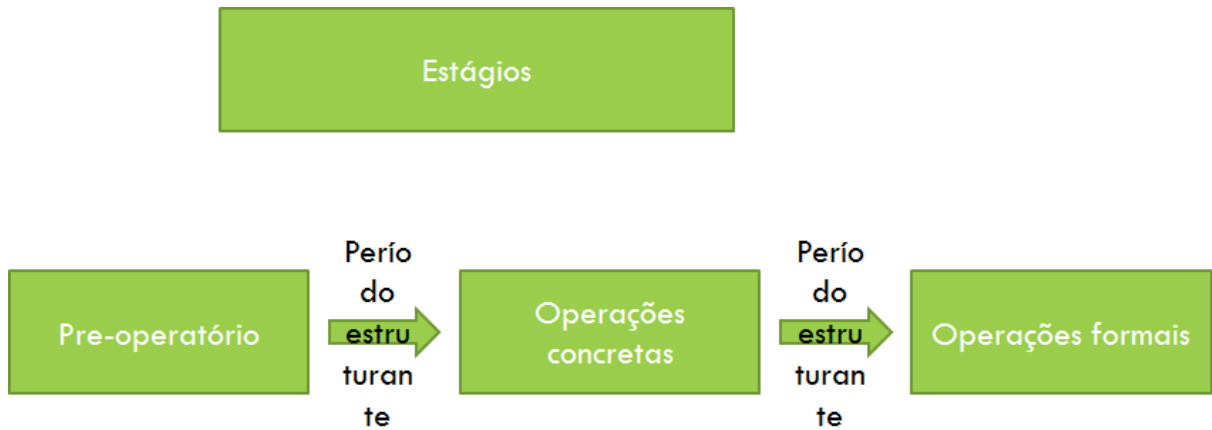 Estágios
Pre-operatório
Perío
do
estru
turan
te
Operações
concretas
Perío
do
estru
turan
te
Operações formais